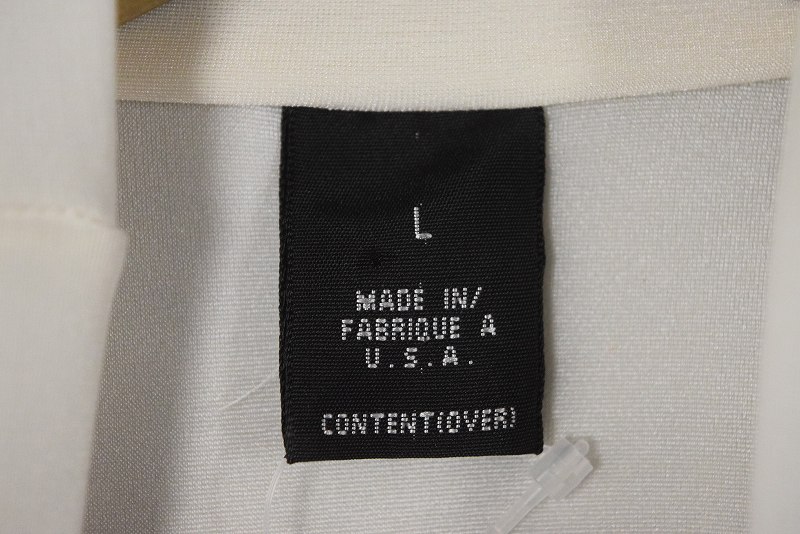 L
MADE IN/
FABRIQUE A
U.S.A.
CONTENT(OVER)